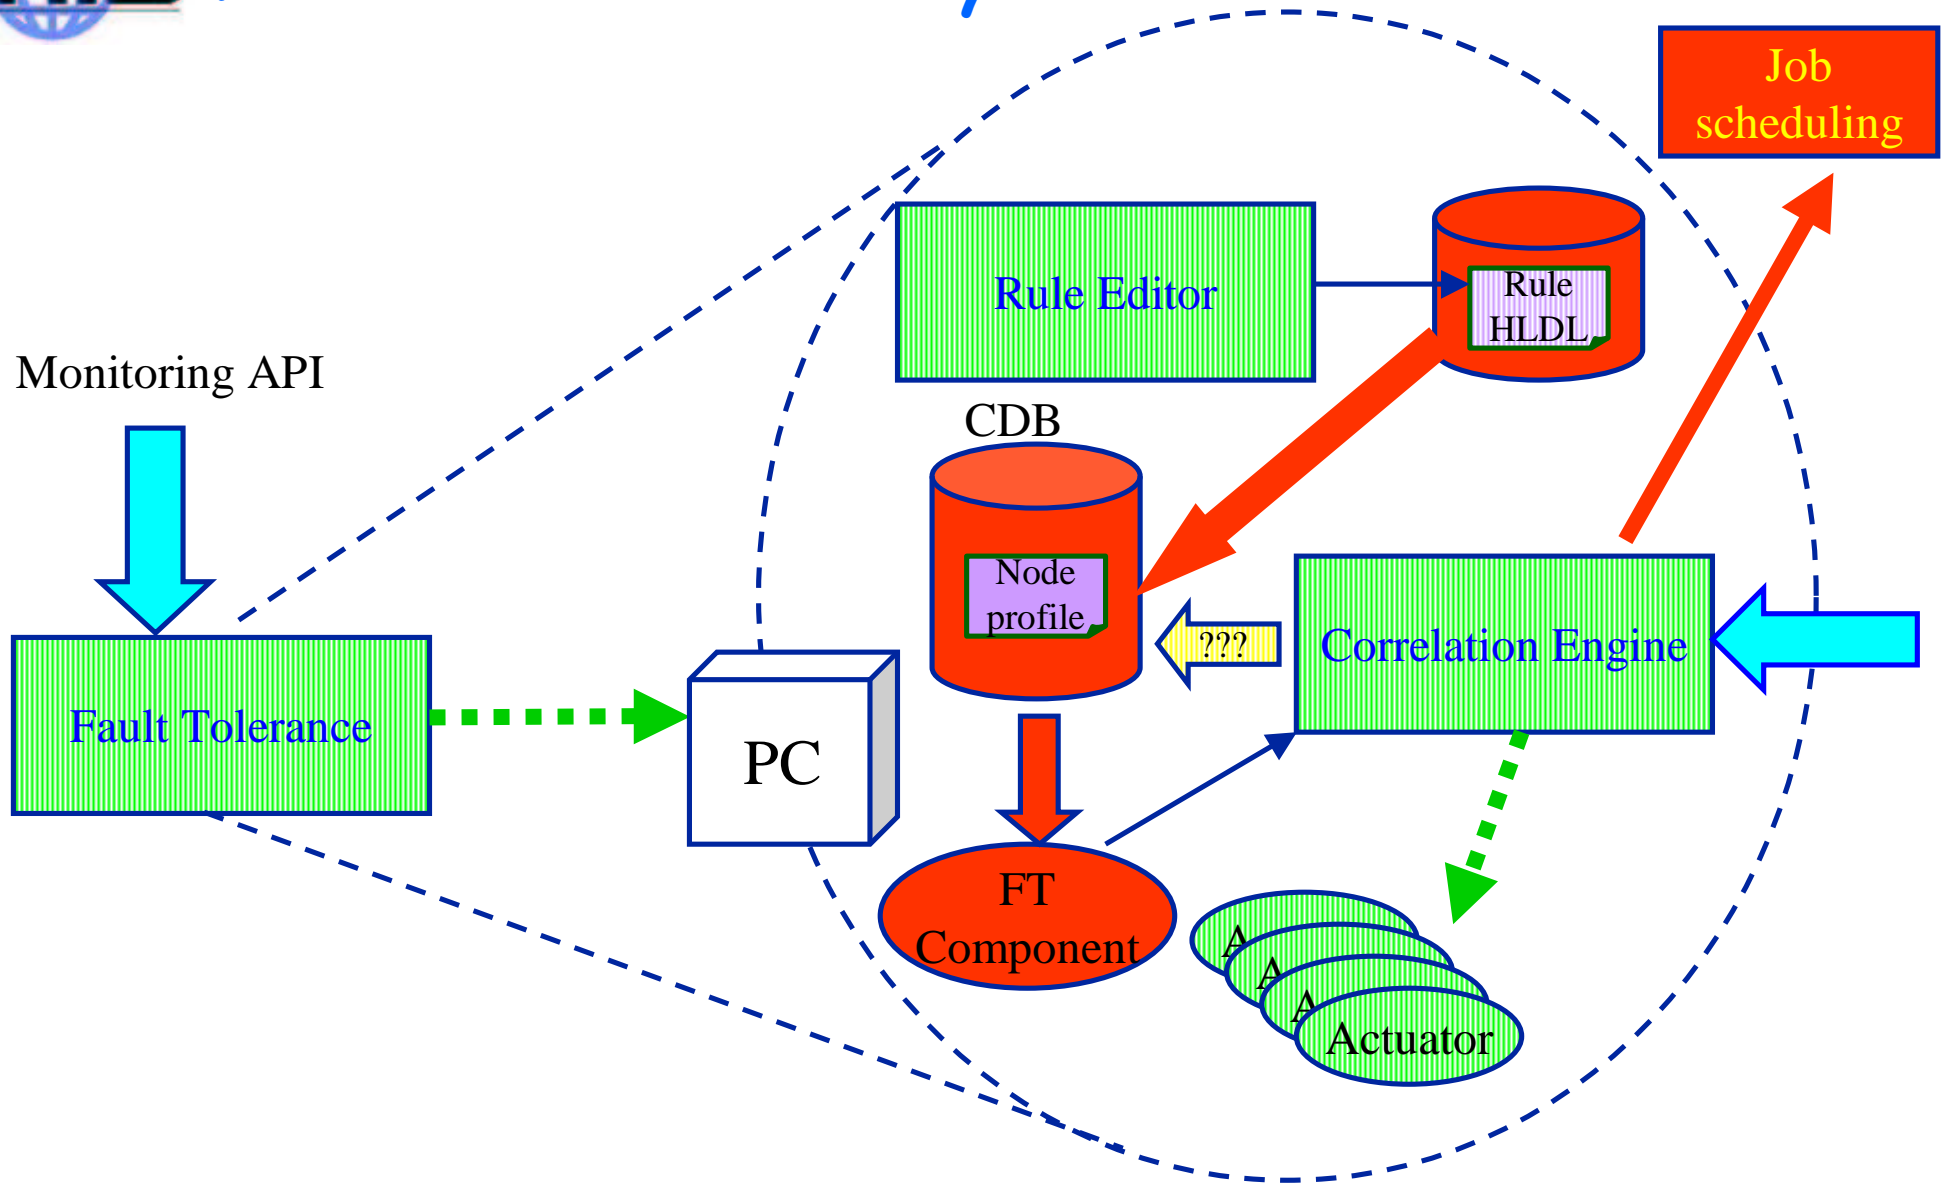 Job
scheduling
Rule Editor
Rule
HLDL
Monitoring API
CDB
Node
profile
???
Correlation Engine
Fault Tolerance
PC
FT
Component
A
A
A
Actuator